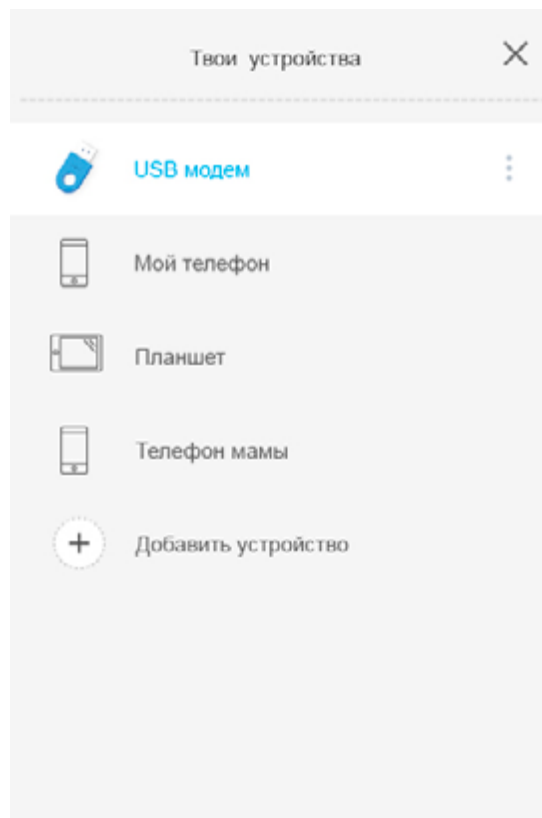 Твои устройства
USB модем
Мой телефон
Планшет
Телефон мамы
Добавить устройство